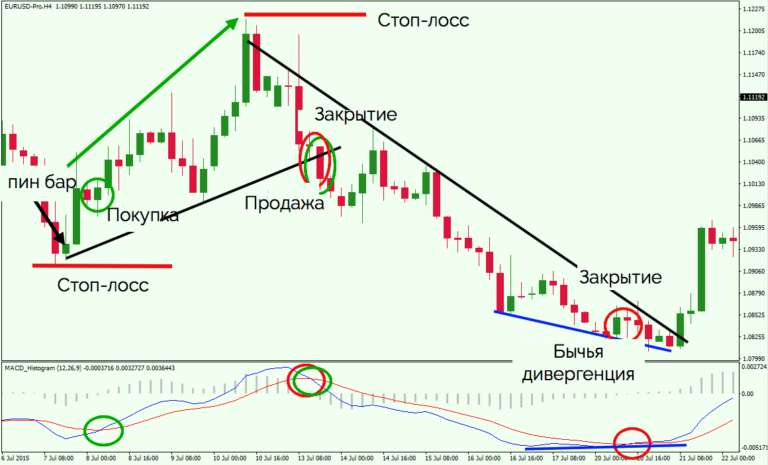 EURUSD-Pro,H4 1.10990 1.11195 1.10970 1.11192
Стоп-лосс
Закрытие
пин бар
Покупка
Продажа
Стоп-лосс
Закрытие
Бычья
дивергенция
1.12275
1.12010
1.11740
1.11470
1.11192
1.10935
1.10665
1.10400
1.10130
1.09865
1.09595
1.09330
1.09060
1.08790
1.08525
1.08255
1.07990
MACD_Histogram (12,26,9) -0.0003716 0.0032727 0.0036443
0.002724
0.00
-0.005173
6 Jul 2015 7 Jul 08:00 8 Jul 00:00 8 Jul 16:00 9 Jul 08:00 10 Jul 00:00 10 Jul 16:00 13 Jul 08:00 14 Jul 00:00 14 Jul 16:00 15 Jul 08:00 16 Jul 00:00 16 Jul 16:00 17 Jul 08:00 20 Jul 00:00 20 Jul 16:00 21 Jul 08:00 22 Jul 00:00